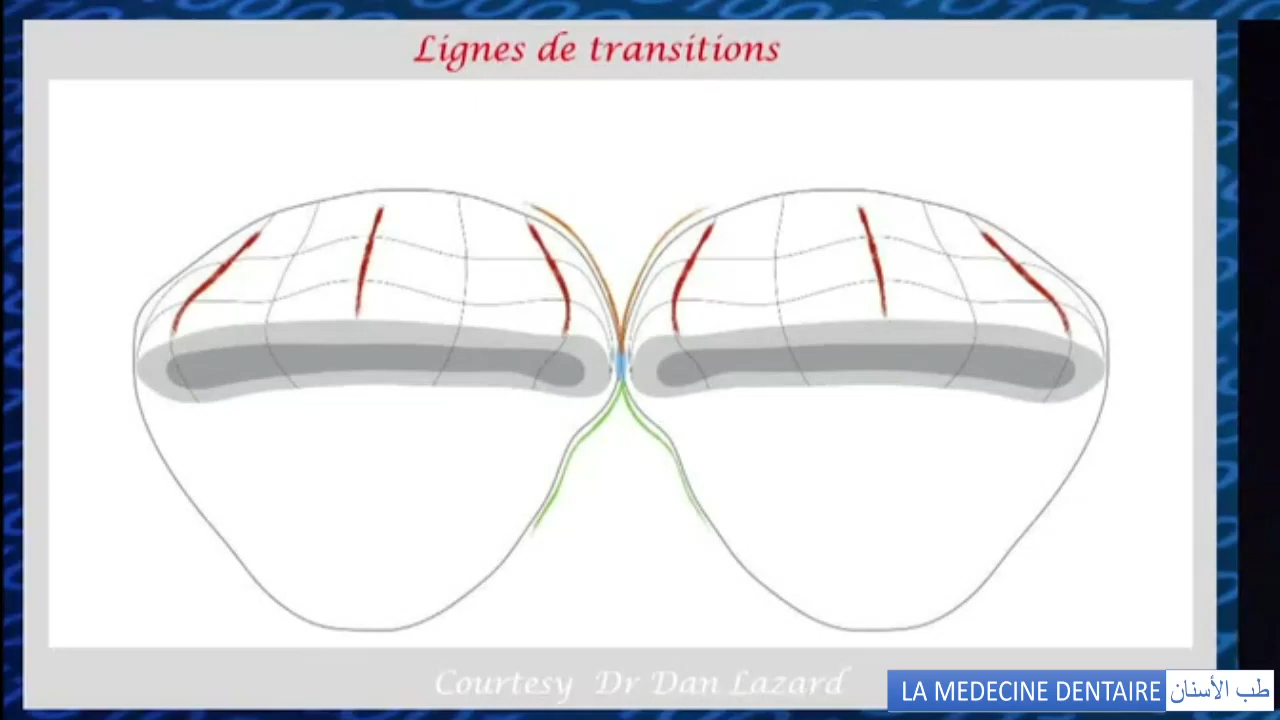 Lignes de transitions
Courtesy Dr Dan Lazard
LA MEDECINE DENTAIRE طب الأسنان